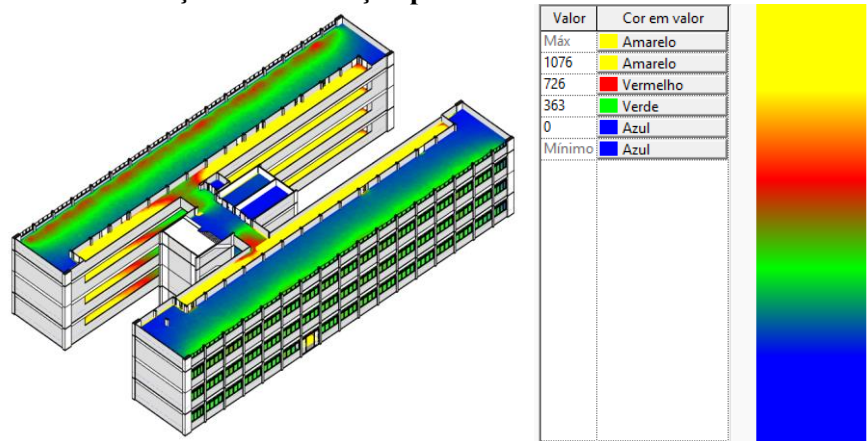 Valor Cor em valor
Máx Amarelo
1076 Amarelo
726 Vermelho
363 Verde
0 Azul
Mínimo Azul